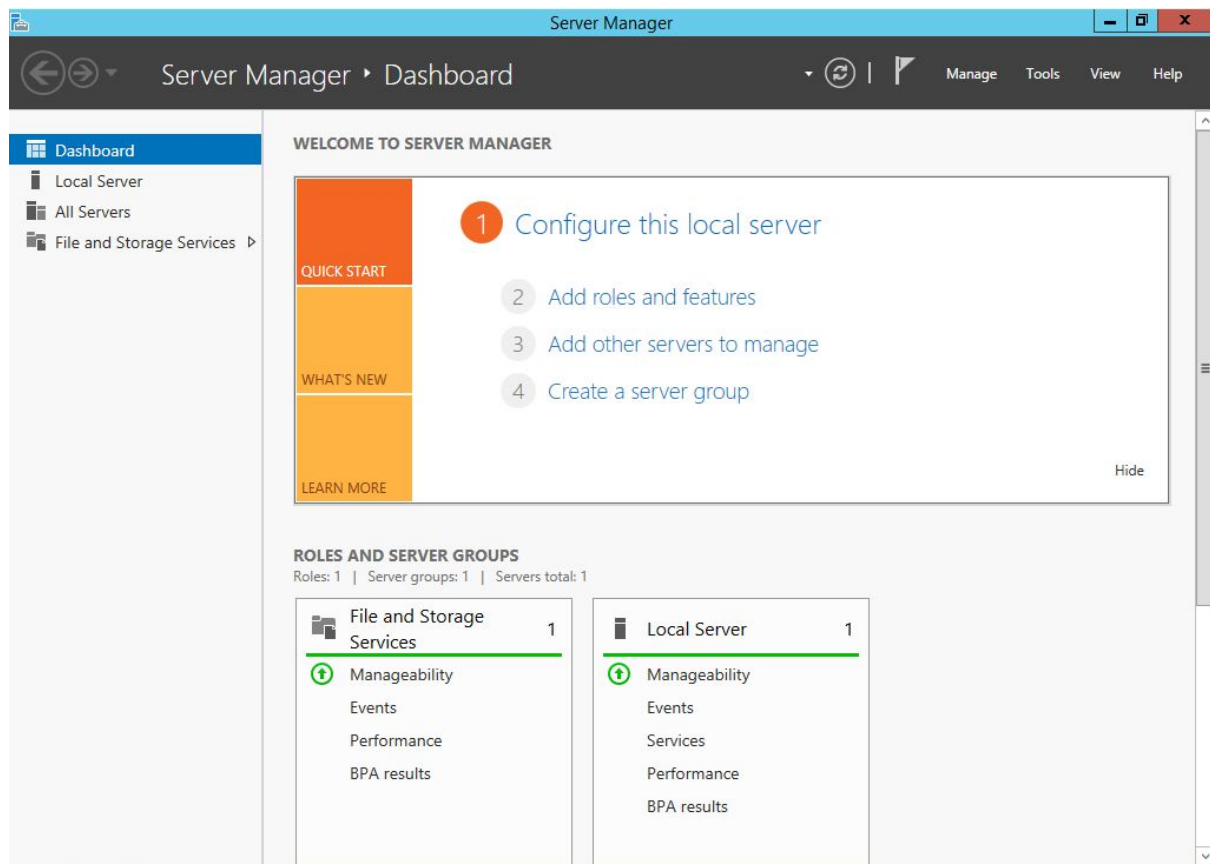 Server Manager
Server Manager ‣ Dashboard
Manage
Tools
View
Help
Dashboard
Local Server
All Servers
File and Storage Services
WELCOME TO SERVER MANAGER
QUICK START
WHAT'S NEW
LEARN MORE
1 Configure this local server
2 Add roles and features
3 Add other servers to manage
4 Create a server group
Hide
ROLES AND SERVER GROUPS
Roles: 1 | Server groups: 1 | Servers total: 1
File and Storage
Services
1
Manageability
Events
Performance
BPA results
Local Server 1
Manageability
Events
Services
Performance
BPA results